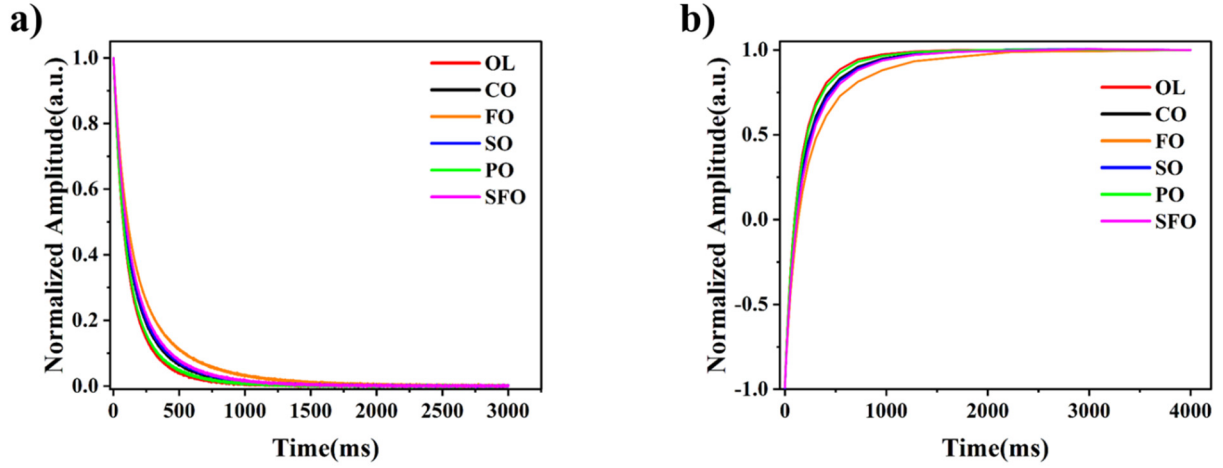 a)
Normalized Amplitude(a.u.)
1.0
0.8
0.6
0.4
0.2
0.0
OL
CO
FO
SO
PO
SFO
0 500 1000 1500 2000 2500 3000
Time(ms)
b)
Normalized Amplitude(a.u.)
1.0
0.5
0.0
-0.5
-1.0
OL
CO
FO
SO
PO
SFO
0 1000 2000 3000 4000
Time(ms)